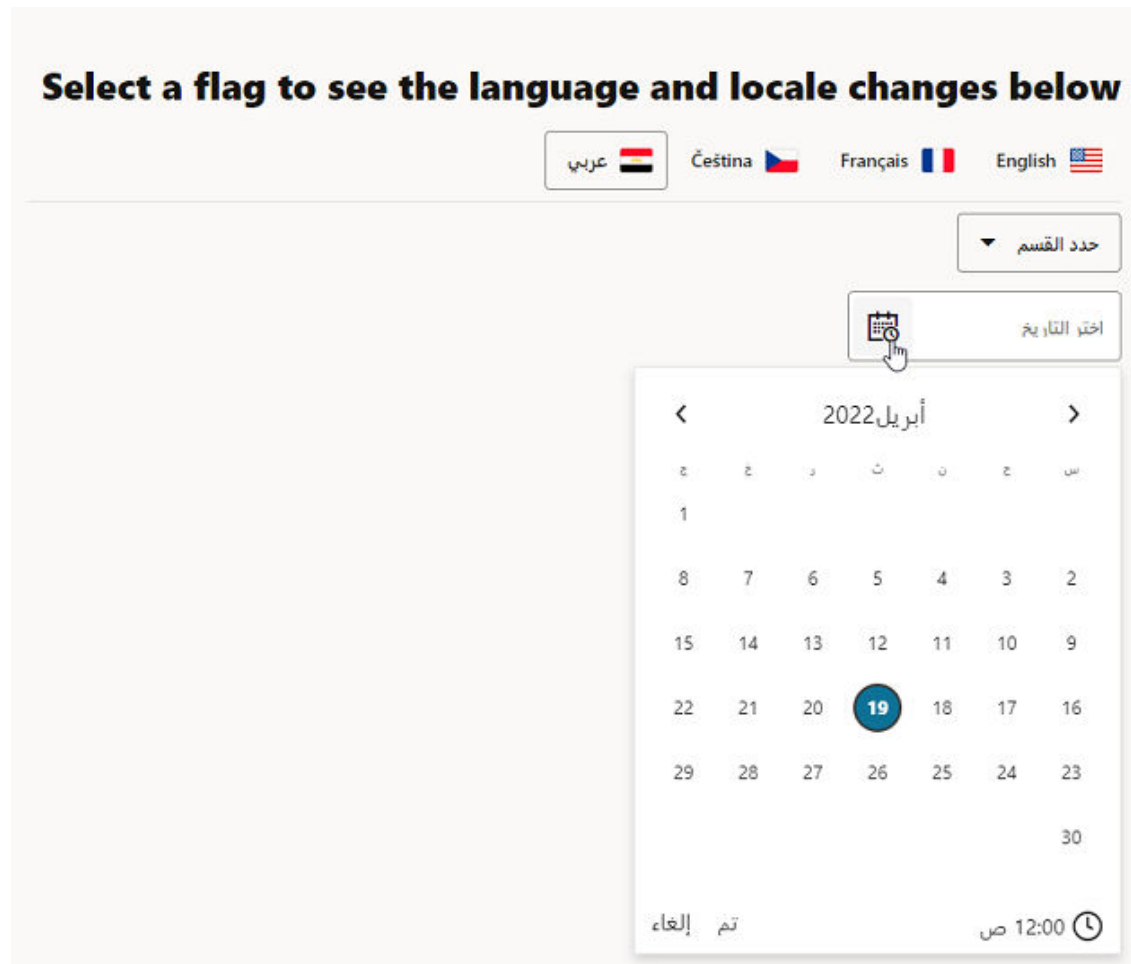 Select a flag to see the language and locale changes below
English Français Čeština عربي
حدد القسم
اختر التاريخ
أبريل2022
س ح ن ث ر خ ج
1
2 3 4 5 6 7 8
9 10 11 12 13 14 15
16 17 18 19 20 21 22
23 24 25 26 27 28 29
30
12:00 ص تم إلغاء